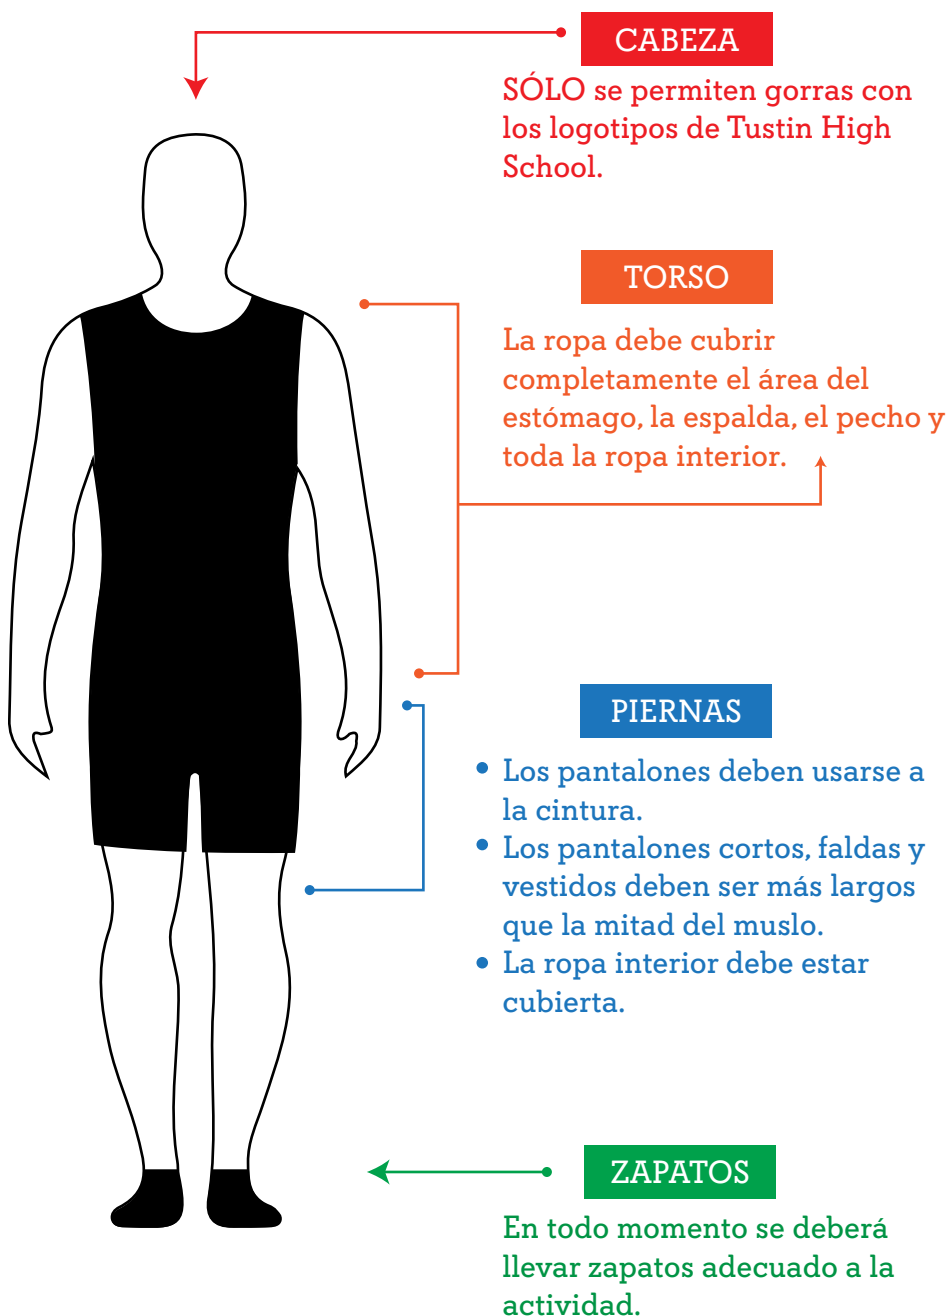 CABEZA
SÓLO se permiten gorras con
los logotipos de Tustin High
School.
TORSO
La ropa debe cubrir
completamente el área del
estómago, la espalda, el pecho y
toda la ropa interior.
PIERNAS
• Los pantalones deben usarse a
la cintura.
• Los pantalones cortos, faldas y
vestidos deben ser más largos
que la mitad del muslo.
• La ropa interior debe estar
cubierta.
ZAPATOS
En todo momento se deberá
llevar zapatos adecuado a la
actividad.